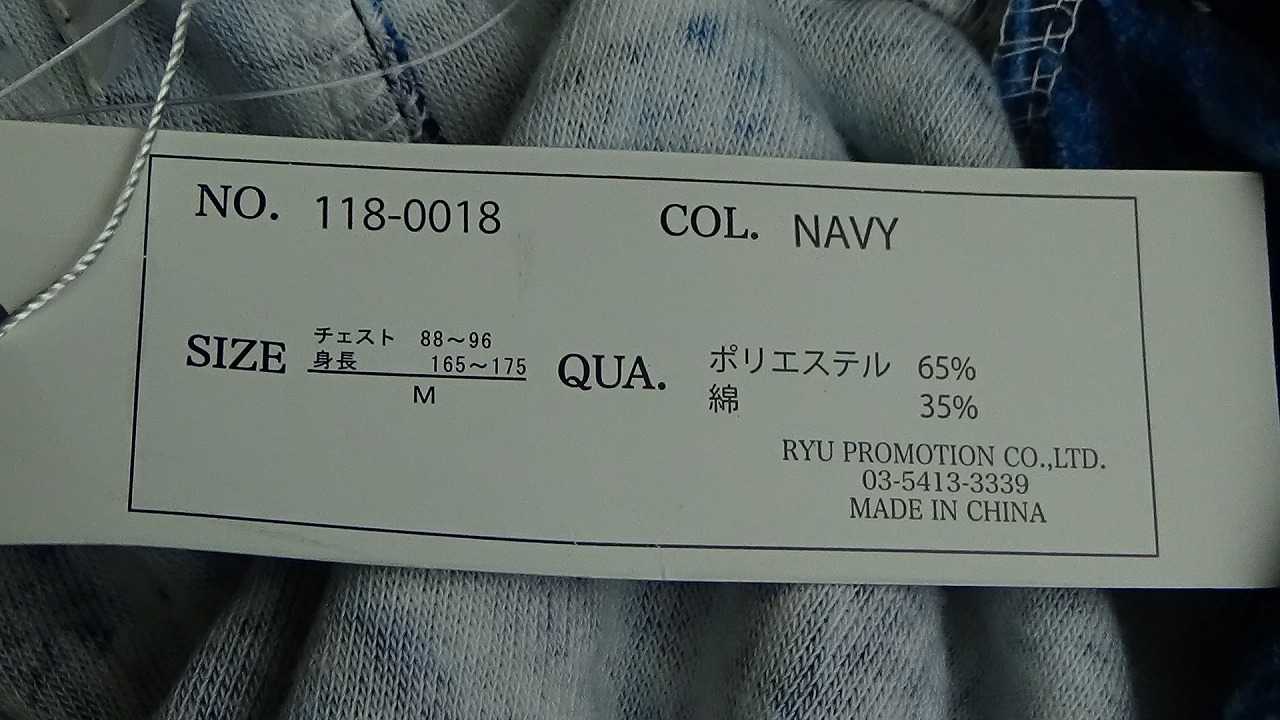 NO. 118-0018 COL. NAVY
SIZE チェスト 88～96
身長 165～175
M
QUA. ポリエステル 65%
綿 35%
RYU PROMOTION CO.,LTD.
03-5413-3339
MADE IN CHINA